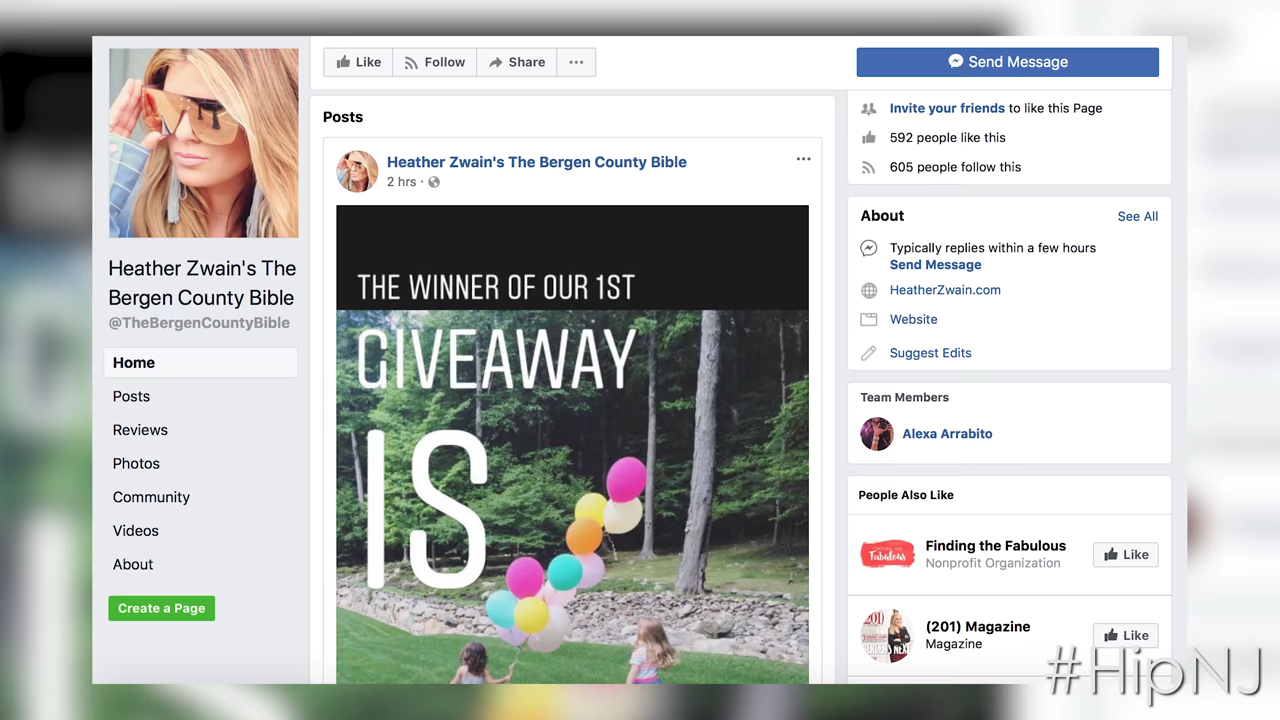 Heather Zwain's The
Bergen County Bible
@TheBergenCountyBible
Home
Posts
Reviews
Photos
Community
Videos
About
Create a Page
Like
Follow
Share
Posts
Heather Zwain's The Bergen County Bible
2 hrs
THE WINNER OF OUR 1ST
GIVEAWAY
IS
Send Message
Invite your friends to like this Page
592 people like this
605 people follow this
About
See All
Typically replies within a few hours
Send Message
HeatherZwain.com
Website
Suggest Edits
Team Members
Alexa Arrabito
People Also Like
FINDING THE
Fabulous
Finding the Fabulous
Nonprofit Organization
Like
201
(201) Magazine
Magazine
Like
#HipNJ